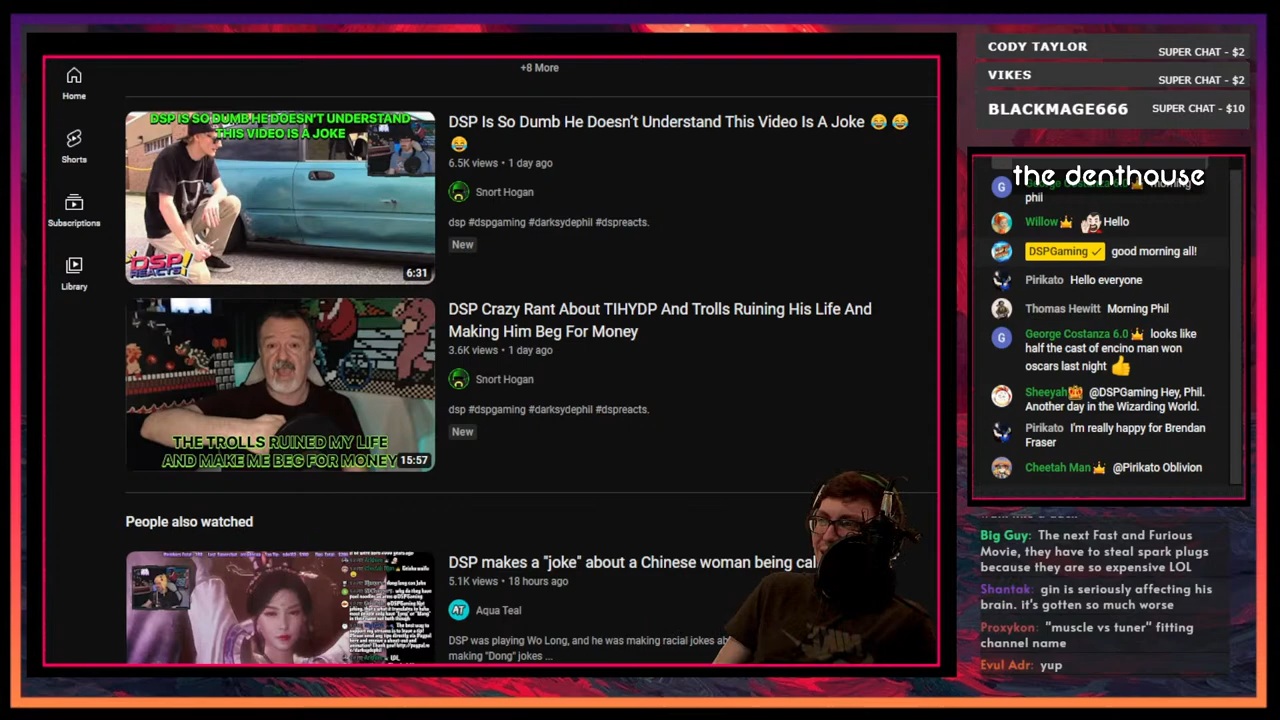 Home
Shorts
Subscriptions
Library
+8 More
DSP IS SO DUMB HE DOESN'T UNDERSTAND
THIS VIDEO IS A JOKE
DSP
REACTS!
6:31
DSP Is So Dumb He Doesn't Understand This Video Is A Joke 😂 😂
😂
6.5K views • 1 day ago
Snort Hogan
dsp #dspgaming #darksydephil #dspreacts.
New
THE TROLLS RUINED MY LIFE
AND MAKE ME BEG FOR MONEY
15:57
DSP Crazy Rant About TIHYDP And Trolls Ruining His Life And
Making Him Beg For Money
3.6K views • 1 day ago
Snort Hogan
dsp #dspgaming #darksydephil #dspreacts.
New
People also watched
DSP makes a "joke" about a Chinese woman being cal
5.1K views • 18 hours ago
AT
Aqua Teal
DSP was playing Wo Long, and he was making racial jokes ab
making "Dong" jokes ...
CODY TAYLOR SUPER CHAT - $2
VIKES SUPER CHAT - $2
BLACKMAGE666 SUPER CHAT - $10
the denthouse
G George Costanza 6.0 morning
phil
Willow Hello
DSPGaming ✓ good morning all!
Pirikato Hello everyone
Thomas Hewitt Morning Phil
G George Costanza 6.0 looks like
half the cast of encino man won
oscars last night 👍
Sheeyah @DSPGaming Hey, Phil.
Another day in the Wizarding World.
Pirikato I'm really happy for Brendan
Fraser
Cheetah Man @Pirikato Oblivion
Big Guy: The next Fast and Furious
Movie, they have to steal spark plugs
because they are so expensive LOL
Shantak: gin is seriously affecting his
brain. it's gotten so much worse
Proxykon: "muscle vs tuner" fitting
channel name
Evul Adr: yup